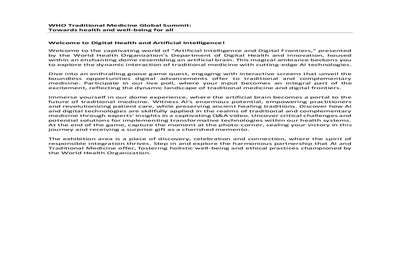 WHO Traditional Medicine Global Summit:
Towards health and well-being for all
Welcome to Digital Health and Artificial Intelligence!
Welcome to the captivating world of "Artificial Intelligence and Digital Frontiers," presented
by the World Health Organization's Department of Digital Health and Innovation, housed
within an enchanting dome resembling an artificial brain. This magical ambience beckons you
to explore the dynamic interaction of traditional medicine with cutting-edge AI technologies.
Dive into an enthralling goose game quest, engaging with interactive screens that unveil the
boundless opportunities digital advancements offer to traditional and complementary
medicine. Participate in our live poll, where your input becomes an integral part of the
excitement, reflecting the dynamic landscape of traditional medicine and digital frontiers.
Immerse yourself in our dome experience, where the artificial brain becomes a portal to the
future of traditional medicine. Witness AI's enormous potential, empowering practitioners
and revolutionizing patient care, while preserving ancient healing traditions. Discover how AI
and digital technologies are skilfully applied in the realms of traditional and complementary
medicine through experts' insights in a captivating Q&A video. Uncover critical challenges and
potential solutions for implementing transformative technologies within our health systems.
At the end of the game, capture the moment at the photo-corner, sealing your victory in this
journey and receiving a surprise gift as a cherished memento.
The exhibition area is a place of discovery, celebration and connection, where the spirit of
responsible integration thrives. Step in and explore the harmonious partnership that AI and
Traditional Medicine offer, fostering holistic well-being and ethical practices championed by
the World Health Organization.